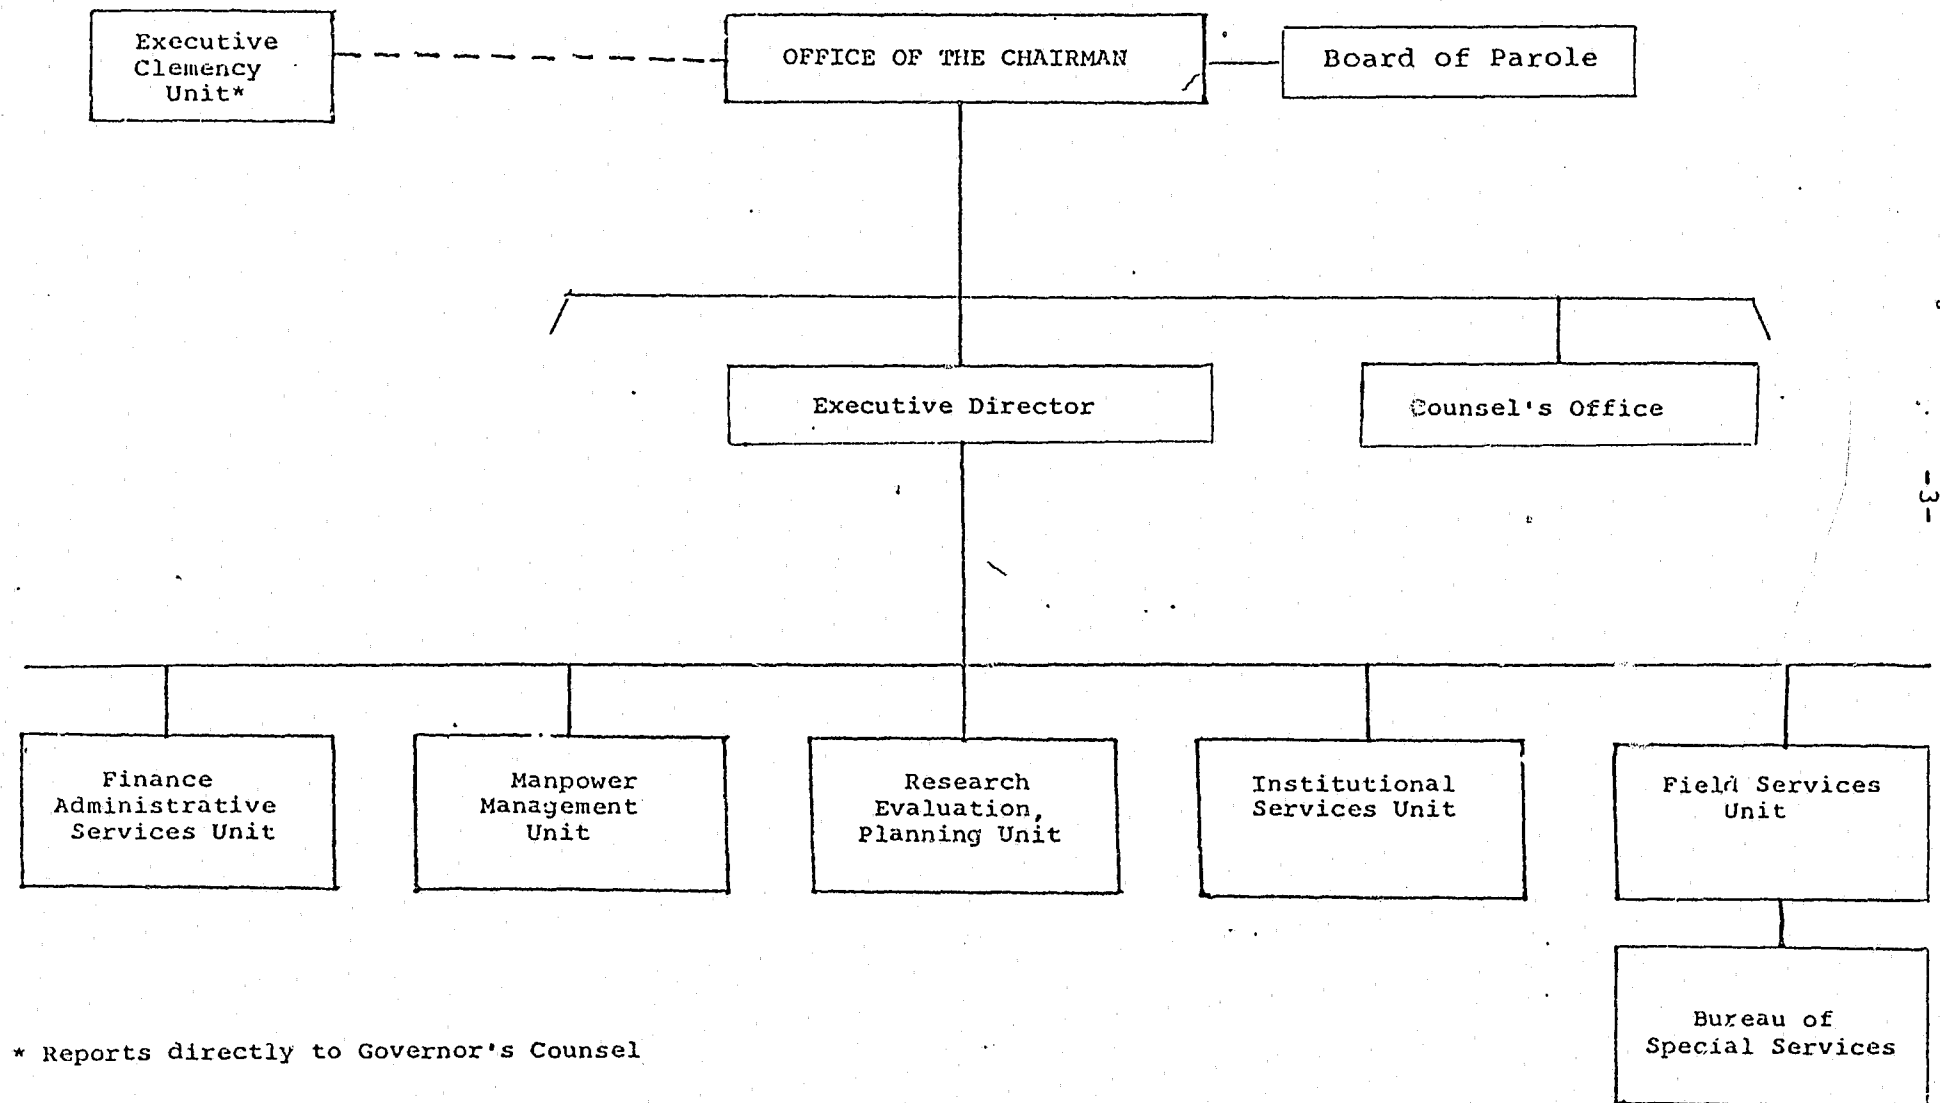 Executive
Clemency
Unit*
OFFICE OF THE CHAIRMAN
Board of Parole
Executive Director
Counsel's Office
-3-
Finance
Administrative
Services Unit
Manpower
Management
Unit
Research
Evaluation,
Planning Unit
Institutional
Services Unit
Field Services
Unit
Bureau of
Special Services
* Reports directly to Governor's Counsel